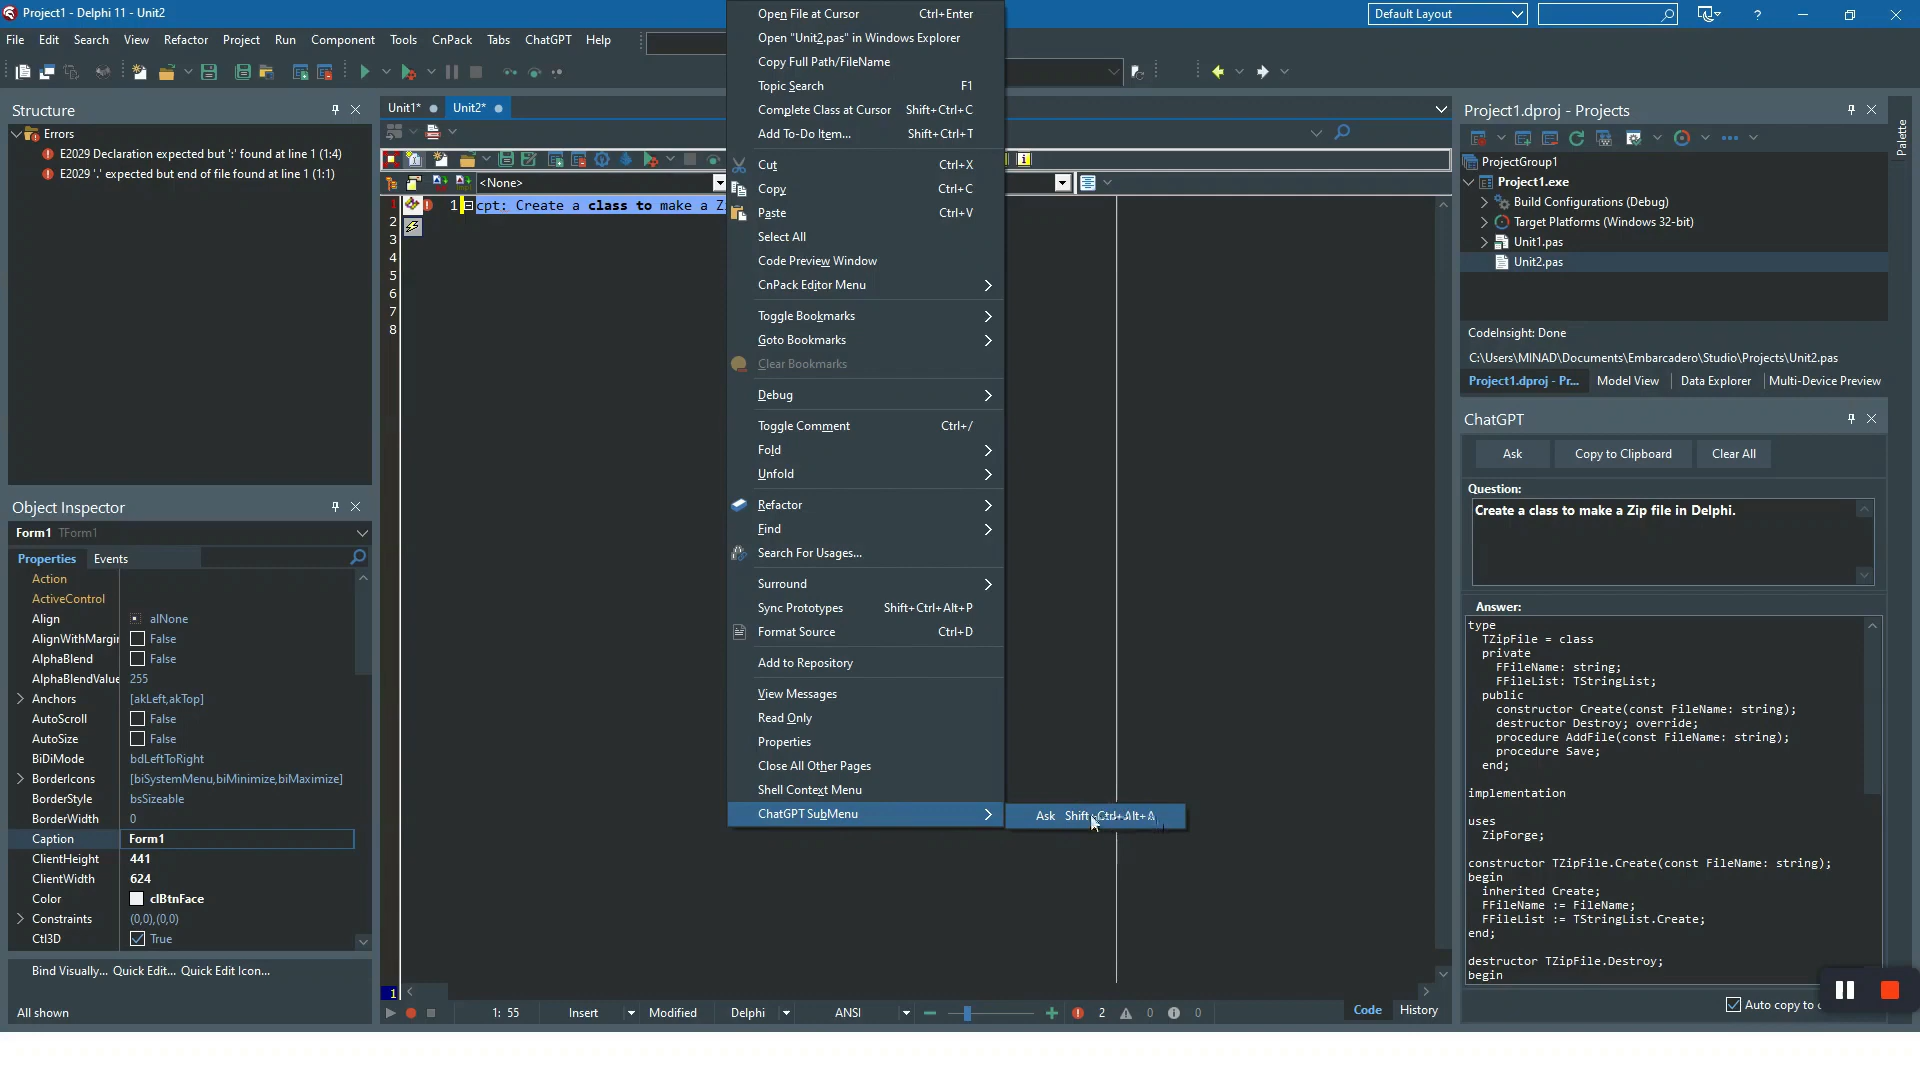 Project1 - Delphi 11 - Unit2
Default Layout
File Edit Search View Refactor Project Run Component Tools CnPack Tabs ChatGPT Help
Structure
Errors
E2029 Declaration expected but ':' found at line 1 (1:4)
E2029 '.' expected but end of file found at line 1 (1:1)
Object Inspector
Form1 TForm1
Properties Events
Action
ActiveControl
Align alNone
AlignWithMargin False
AlphaBlend False
AlphaBlendValue 255
Anchors [akLeft,akTop]
AutoScroll False
AutoSize False
BiDiMode bdLeftToRight
BorderIcons [biSystemMenu,biMinimize,biMaximize]
BorderStyle bsSizeable
BorderWidth 0
Caption Form1
ClientHeight 441
ClientWidth 624
Color clBtnFace
Constraints (0,0),(0,0)
Ctl3D True
Bind Visually... Quick Edit... Quick Edit Icon...
All shown
Unit1* Unit2*
<None>
1 1 cpt: Create a class to make a Z
2
3
4
5
6
7
8
1
1: 55 Insert Modified Delphi ANSI 2 0 0 Code History
Open File at Cursor Ctrl+Enter
Open "Unit2.pas" in Windows Explorer
Copy Full Path/FileName
Topic Search F1
Complete Class at Cursor Shift+Ctrl+C
Add To-Do Item... Shift+Ctrl+T
Cut Ctrl+X
Copy Ctrl+C
Paste Ctrl+V
Select All
Code Preview Window
CnPack Editor Menu
Toggle Bookmarks
Goto Bookmarks
Clear Bookmarks
Debug
Toggle Comment Ctrl+/
Fold
Unfold
Refactor
Find
Search For Usages...
Surround
Sync Prototypes Shift+Ctrl+Alt+P
Format Source Ctrl+D
Add to Repository
View Messages
Read Only
Properties
Close All Other Pages
Shell Context Menu
ChatGPT SubMenu
Ask Shift+Ctrl+Alt+A
Project1.dproj - Projects
Palette
ProjectGroup1
Project1.exe
Build Configurations (Debug)
Target Platforms (Windows 32-bit)
Unit1.pas
Unit2.pas
CodeInsight: Done
C:\Users\MINAD\Documents\Embarcadero\Studio\Projects\Unit2.pas
Project1.dproj - Pr... Model View Data Explorer Multi-Device Preview
ChatGPT
Ask Copy to Clipboard Clear All
Question:
Create a class to make a Zip file in Delphi.
Answer:
type
TZipFile = class
private
FFileName: string;
FFileList: TStringList;
public
constructor Create(const FileName: string);
destructor Destroy; override;
procedure AddFile(const FileName: string);
procedure Save;
end;
implementation
uses
ZipForge;
constructor TZipFile.Create(const FileName: string);
begin
inherited Create;
FFileName := FileName;
FFileList := TStringList.Create;
end;
destructor TZipFile.Destroy;
begin
Auto copy to